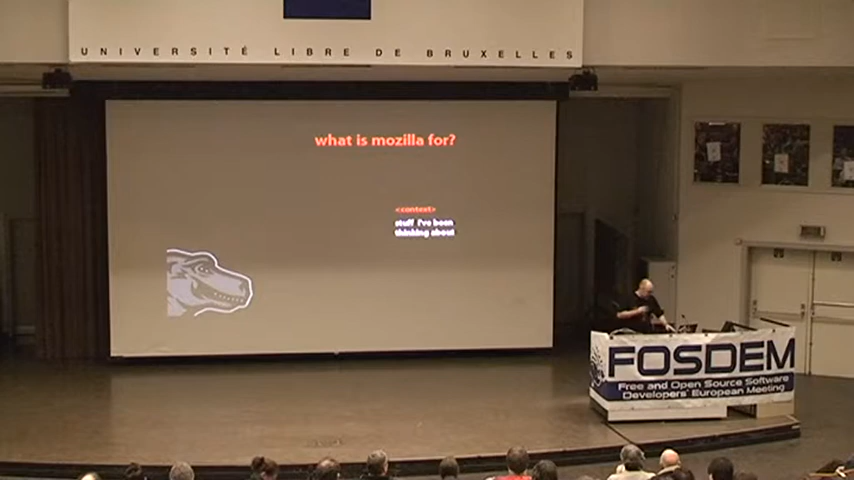 UNIVERSITÉ LIBRE DE BRUXELLES
what is mozilla for?
<context>
stuff I've been
thinking about
FOSDEM
Free and Open Source Software
Developers' European Meeting